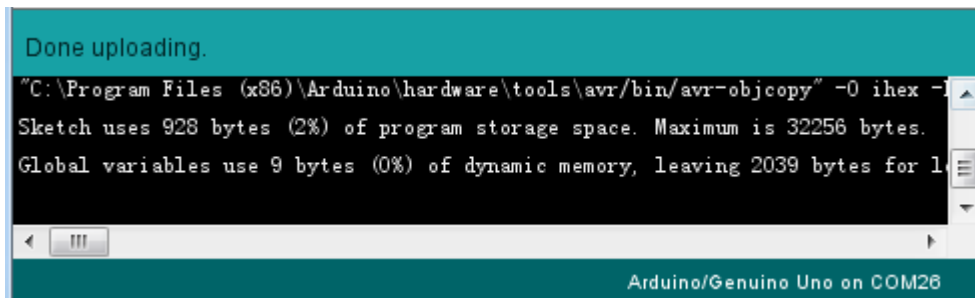 Done uploading.
"C:\Program Files (x86)\Arduino\hardware\tools\avr/bin/avr-objcopy" -O ihex
Sketch uses 928 bytes (2%) of program storage space. Maximum is 32256 bytes.
Global variables use 9 bytes (0%) of dynamic memory, leaving 2039 bytes for
Arduino/Genuino Uno on COM26